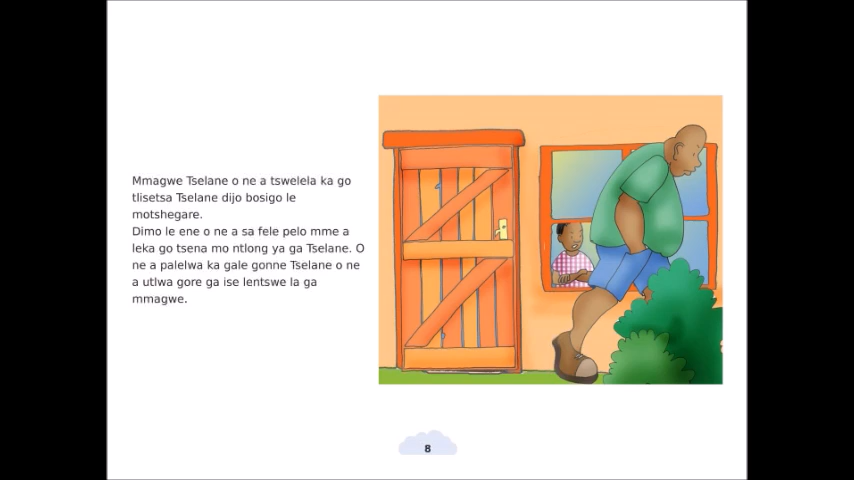 Mmagwe Tselane o ne a tswelela ka go
tlisetsa Tselane dijo bosigo le
motshegare.
Dimo le ene o ne a sa fele pelo mme a
leka go tsena mo ntlong ya ga Tselane. O
ne a palelwa ka gale gonne Tselane o ne
a utlwa gore ga ise lentswe la ga
mmagwe.
8